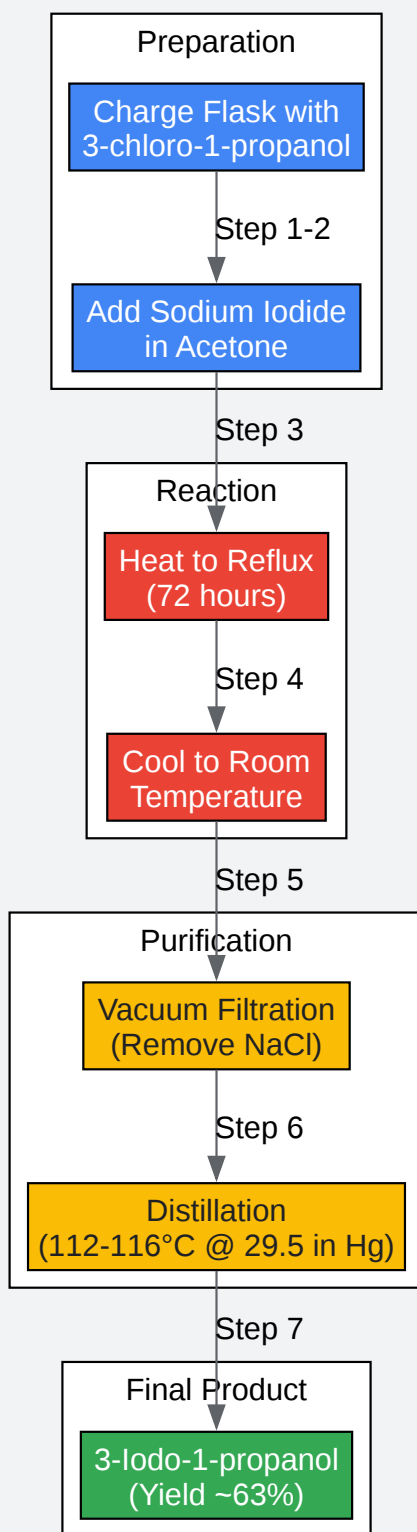 Preparation
Charge Flask with
3-chloro-1-propanol
Step 1-2
Add Sodium Iodide
in Acetone
Step 3
Reaction
Heat to Reflux
(72 hours)
Step 4
Cool to Room
Temperature
Step 5
Purification
Vacuum Filtration
(Remove NaCl)
Step 6
Distillation
(112-116°C @ 29.5 in Hg)
Step 7
Final Product
3-Iodo-1-propanol
(Yield ~63%)